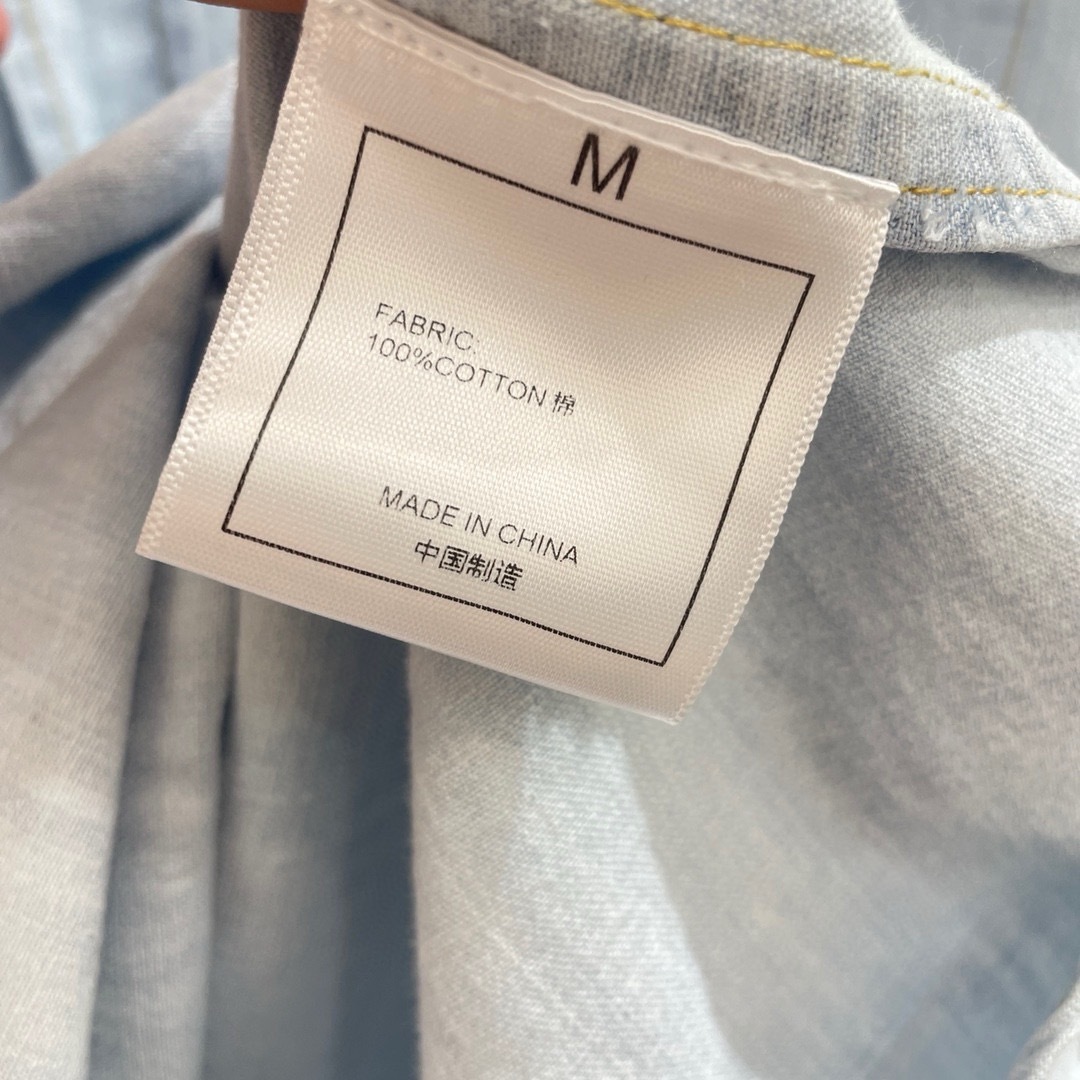 M
FABRIC:
100%COTTON 棉
MADE IN CHINA
中国制造